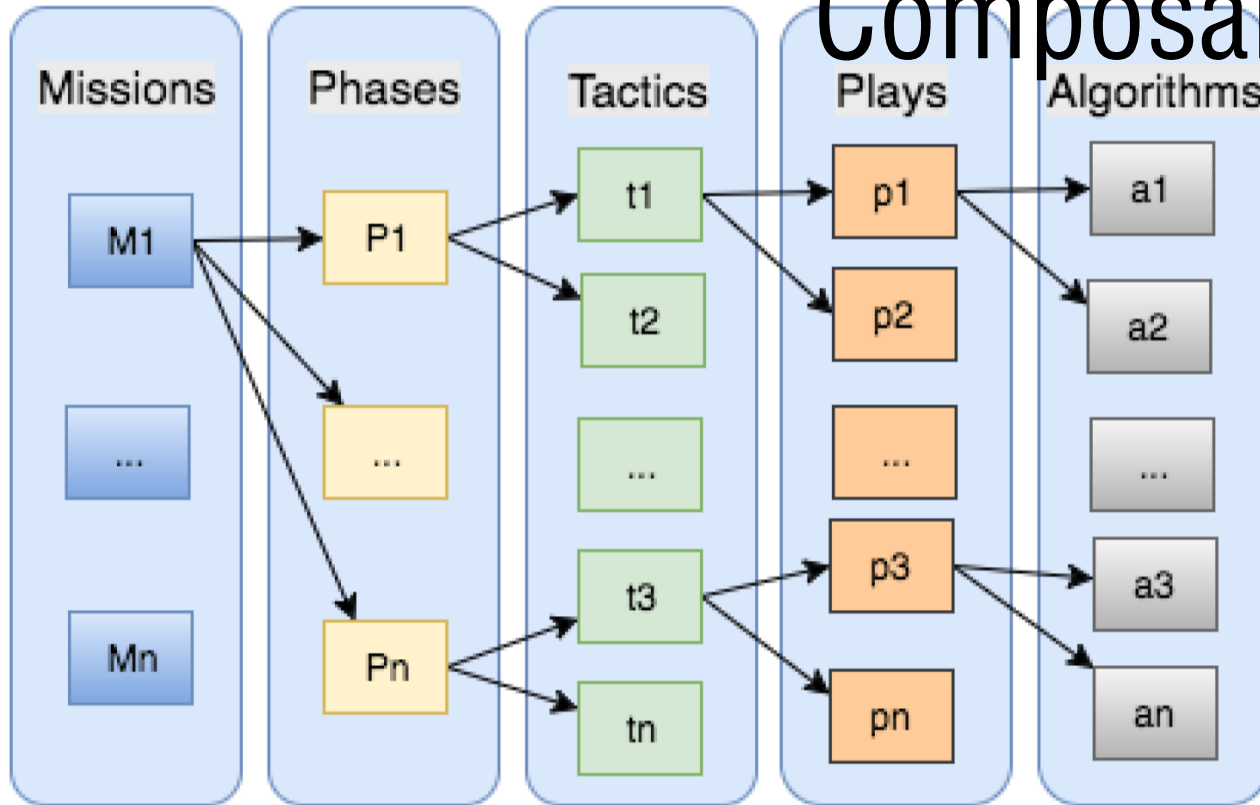 Missions
Phases
Tactics
Plays
Algorithms
M1
P1
t1
p1
a1
t2
p2
a2
...
...
...
...
...
t3
p3
a3
Mn
Pn
tn
pn
an